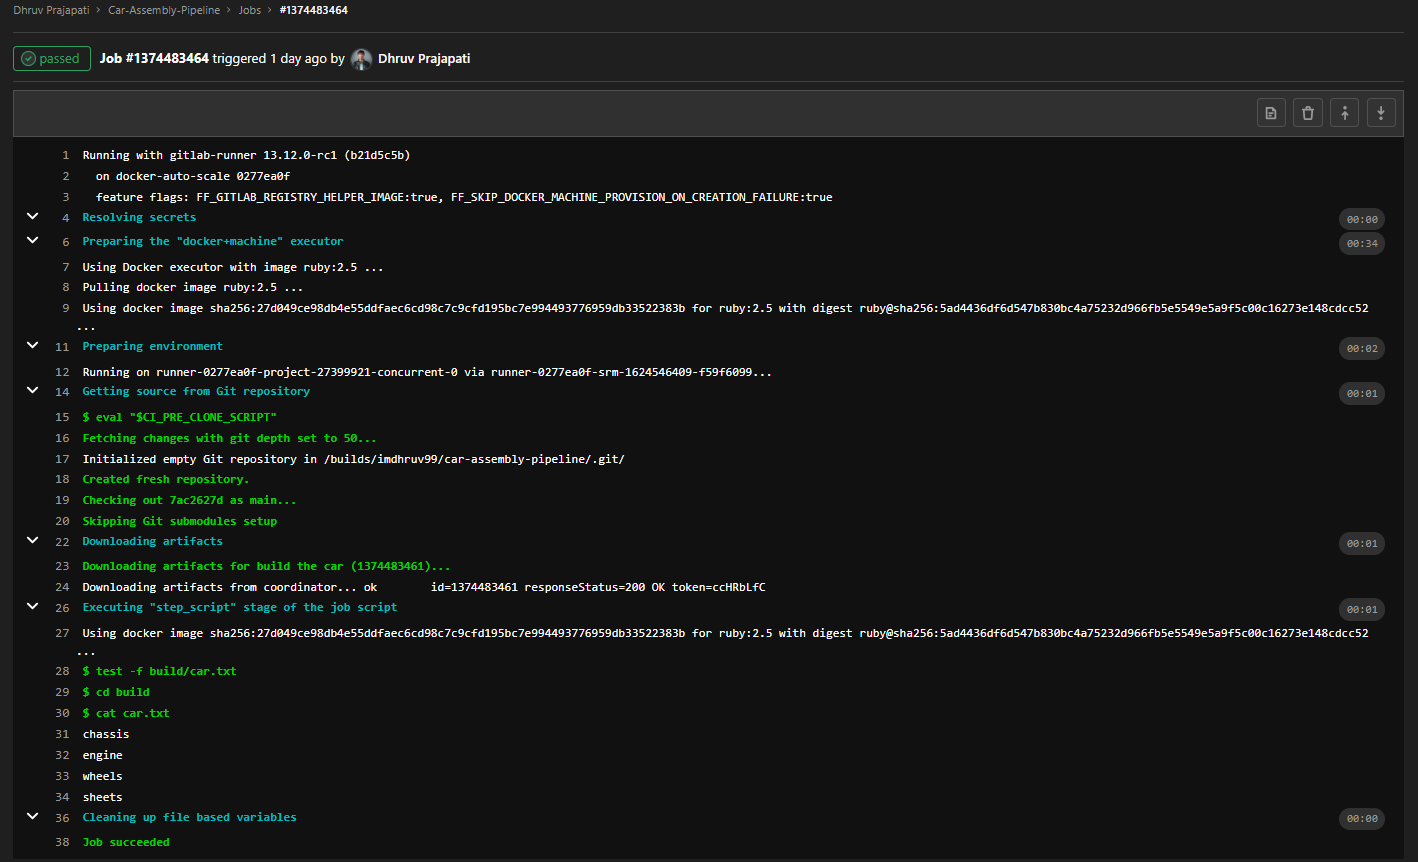 Dhruv Prajapati > Car-Assembly-Pipeline > Jobs > #1374483464
passed Job #1374483464 triggered 1 day ago by Dhruv Prajapati
1 Running with gitlab-runner 13.12.0-rc1 (b21d5c5b)
2 on docker-auto-scale 0277ea0f
3 feature flags: FF_GITLAB_REGISTRY_HELPER_IMAGE:true, FF_SKIP_DOCKER_MACHINE_PROVISION_ON_CREATION_FAILURE:true
4 Resolving secrets 00:00
6 Preparing the "docker+machine" executor 00:34
7 Using Docker executor with image ruby:2.5 ...
8 Pulling docker image ruby:2.5 ...
9 Using docker image sha256:27d049ce98db4e55ddfaec6cd98c7c9cfd195bc7e994493776959db33522383b for ruby:2.5 with digest ruby@sha256:5ad4436df6d547b830bc4a75232d966fb5e5549e5a9f5c00c16273e148cdcc52
...
11 Preparing environment 00:02
12 Running on runner-0277ea0f-project-27399921-concurrent-0 via runner-0277ea0f-srm-1624546409-f59f6099...
14 Getting source from Git repository 00:01
15 $ eval "$CI_PRE_CLONE_SCRIPT"
16 Fetching changes with git depth set to 50...
17 Initialized empty Git repository in /builds/imdhruv99/car-assembly-pipeline/.git/
18 Created fresh repository.
19 Checking out 7ac2627d as main...
20 Skipping Git submodules setup
22 Downloading artifacts 00:01
23 Downloading artifacts for build the car (1374483461)...
24 Downloading artifacts from coordinator... ok id=1374483461 responseStatus=200 OK token=ccHRbLfC
26 Executing "step_script" stage of the job script 00:01
27 Using docker image sha256:27d049ce98db4e55ddfaec6cd98c7c9cfd195bc7e994493776959db33522383b for ruby:2.5 with digest ruby@sha256:5ad4436df6d547b830bc4a75232d966fb5e5549e5a9f5c00c16273e148cdcc52
...
28 $ test -f build/car.txt
29 $ cd build
30 $ cat car.txt
31 chassis
32 engine
33 wheels
34 sheets
36 Cleaning up file based variables 00:00
38 Job succeeded